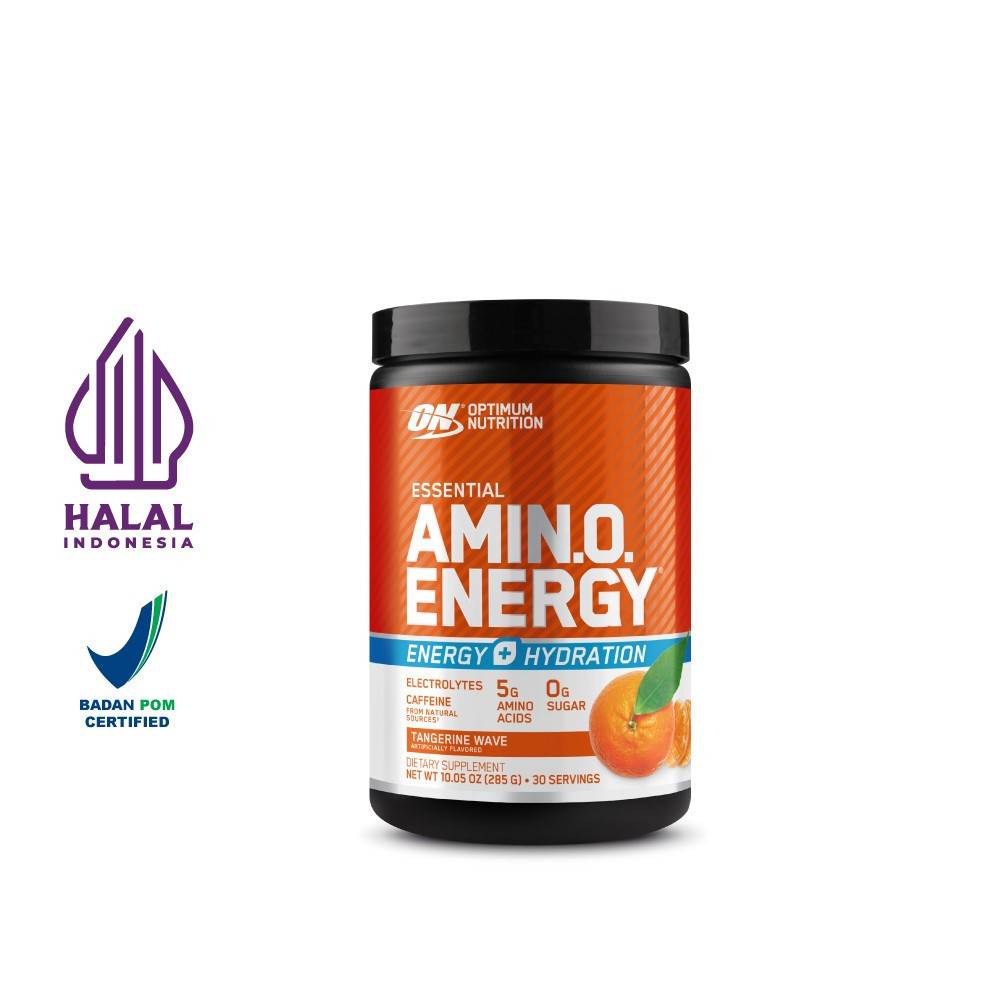 HALAL
INDONESIA
BADAN POM
CERTIFIED
ON® OPTIMUM
NUTRITION
ESSENTIAL
AMIN.O.
ENERGY®
ENERGY + HYDRATION
ELECTROLYTES
CAFFEINE
FROM NATURAL
SOURCES²
5G
AMINO
ACIDS
0G
SUGAR
TANGERINE WAVE
ARTIFICIALLY FLAVORED
DIETARY SUPPLEMENT
NET WT 10.05 OZ (285 G) • 30 SERVINGS